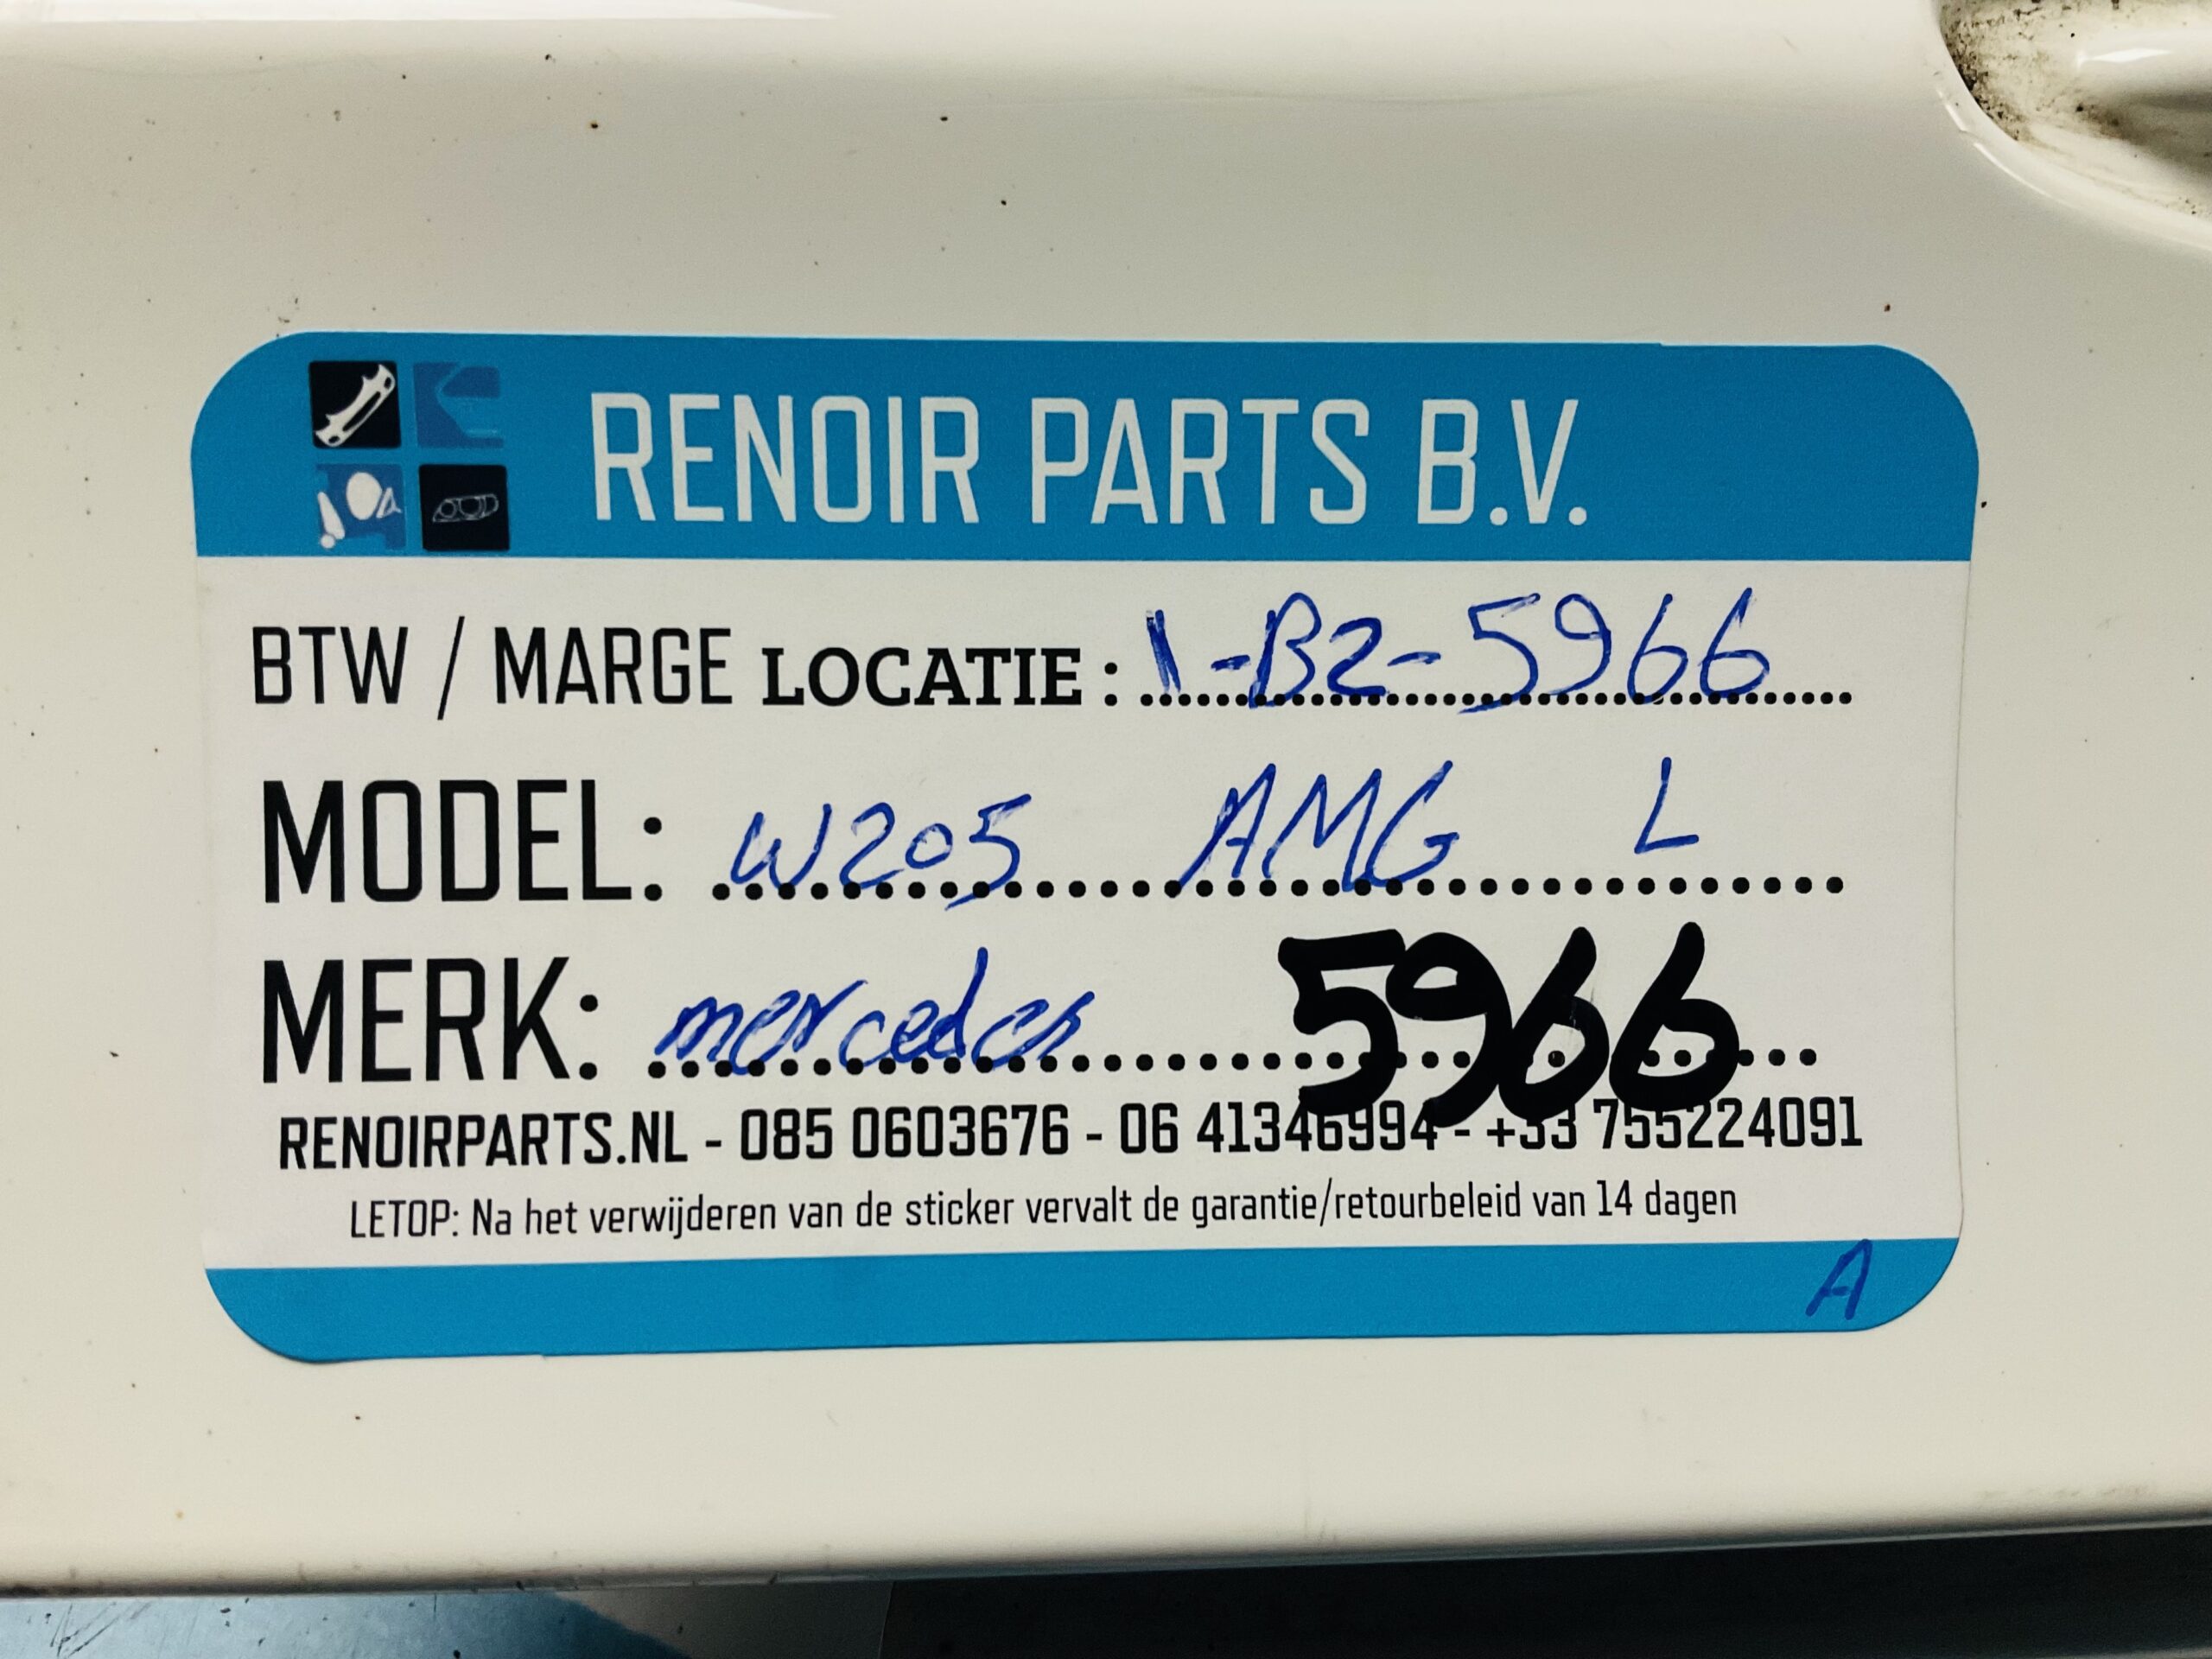 RENOIR PARTS B.V.
BTW / MARGE LOCATIE : 1-B2-5966
MODEL: W205 AMG L
MERK: mercedes 5966
RENOIRPARTS.NL - 085 0603676 - 06 41346994 - +33 755224091
LETOP: Na het verwijderen van de sticker vervalt de garantie/retourbeleid van 14 dagen
A